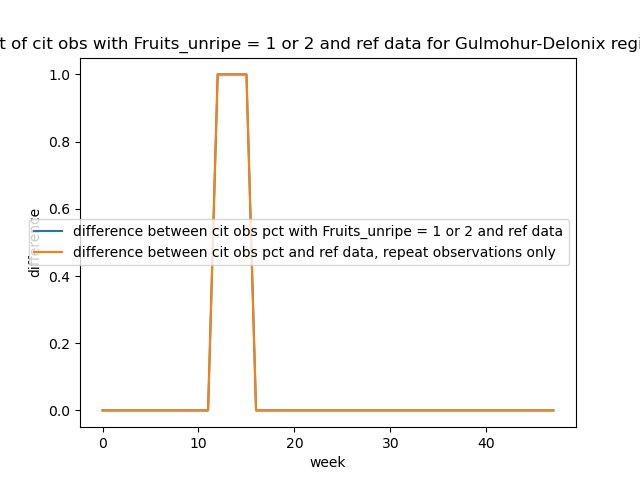 t of cit obs with Fruits_unripe = 1 or 2 and ref data for Gulmohur-Delonix regi
1.0
0.8
0.6
difference between cit obs pct with Fruits_unripe = 1 or 2 and ref data
difference between cit obs pct and ref data, repeat observations only
difference
0.4
0.2
0.0
0 10 20 30 40
week